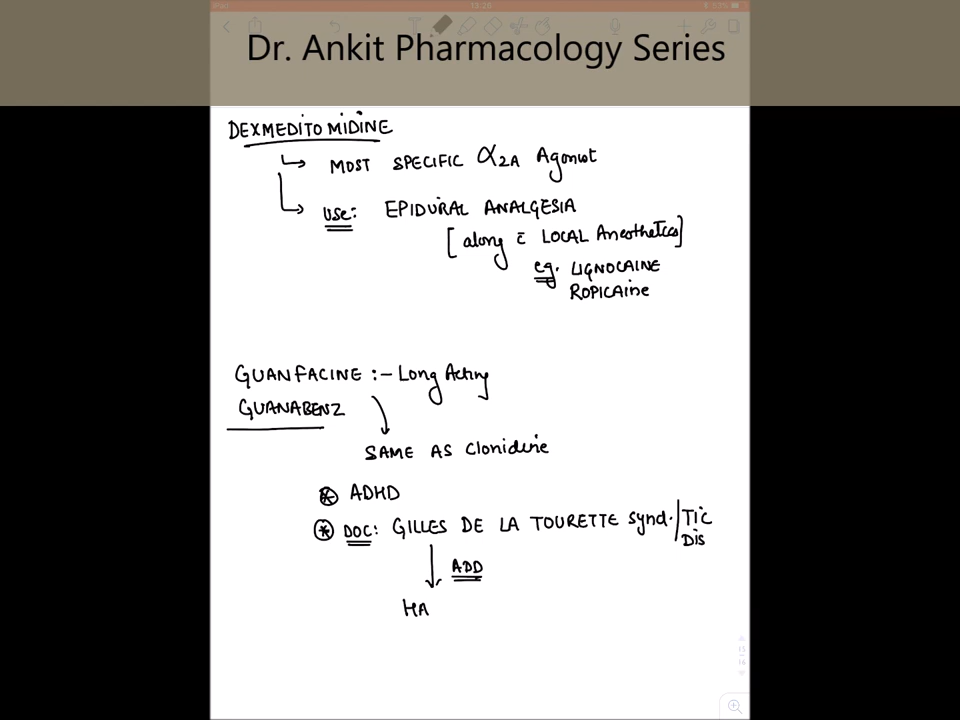 Dr. Ankit Pharmacology Series
DEXMEDITOMIDINE
MOST SPECIFIC α2A Agonist
USE: EPIDURAL ANALGESIA
[along c̄ LOCAL Anesthetics]
eg. LIGNOCAINE
ROPICAINE
GUANFACINE :- Long Acting
GUANABENZ
SAME AS Clonidine
* ADHD
* DOC: GILLES DE LA TOURETTE Synd./TIC
DIS
ADD
HA